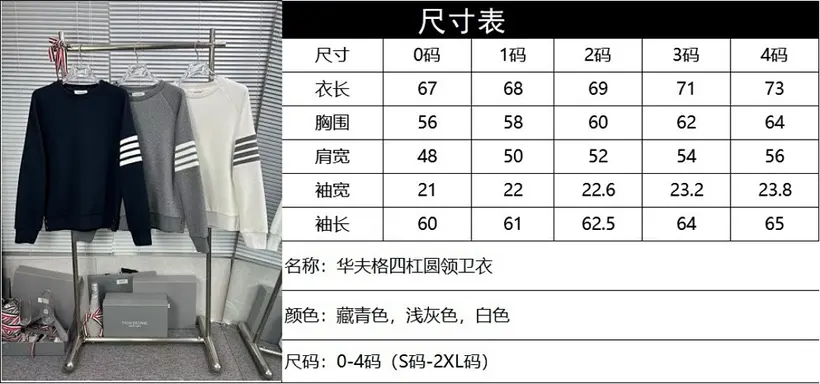 尺寸表
尺寸 0码 1码 2码 3码 4码
衣长 67 68 69 71 73
胸围 56 58 60 62 64
肩宽 48 50 52 54 56
袖宽 21 22 22.6 23.2 23.8
袖长 60 61 62.5 64 65
名称：华夫格四杠圆领卫衣
颜色：藏青色，浅灰色，白色
尺码：0-4码（S码-2XL码）